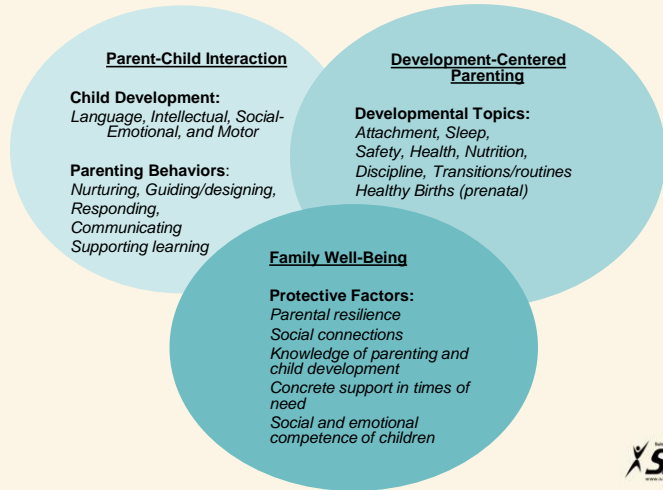 Parent-Child Interaction
Child Development:
Language, Intellectual, Social-
Emotional, and Motor
Parenting Behaviors:
Nurturing, Guiding/designing,
Responding,
Communicating
Supporting learning
Development-Centered
Parenting
Developmental Topics:
Attachment, Sleep,
Safety, Health, Nutrition,
Discipline, Transitions/routines
Healthy Births (prenatal)
Family Well-Being
Protective Factors:
Parental resilience
Social connections
Knowledge of parenting and
child development
Concrete support in times of
need
Social and emotional
competence of children